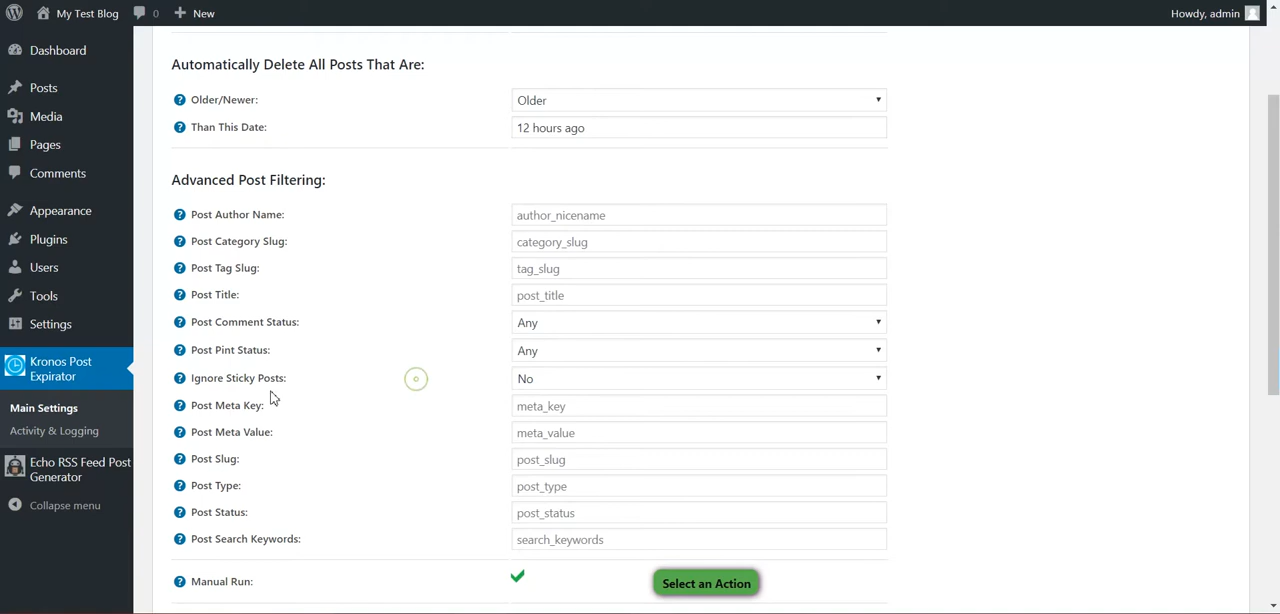 My Test Blog
0
New
Howdy, admin
Dashboard
Posts
Media
Pages
Comments
Appearance
Plugins
Users
Tools
Settings
Kronos Post
Expirator
Main Settings
Activity & Logging
Echo RSS Feed Post
Generator
Collapse menu
Automatically Delete All Posts That Are:
Older/Newer: Older
Than This Date: 12 hours ago
Advanced Post Filtering:
Post Author Name: author_nicename
Post Category Slug: category_slug
Post Tag Slug: tag_slug
Post Title: post_title
Post Comment Status: Any
Post Pint Status: Any
Ignore Sticky Posts: No
Post Meta Key: meta_key
Post Meta Value: meta_value
Post Slug: post_slug
Post Type: post_type
Post Status: post_status
Post Search Keywords: search_keywords
Manual Run: Select an Action